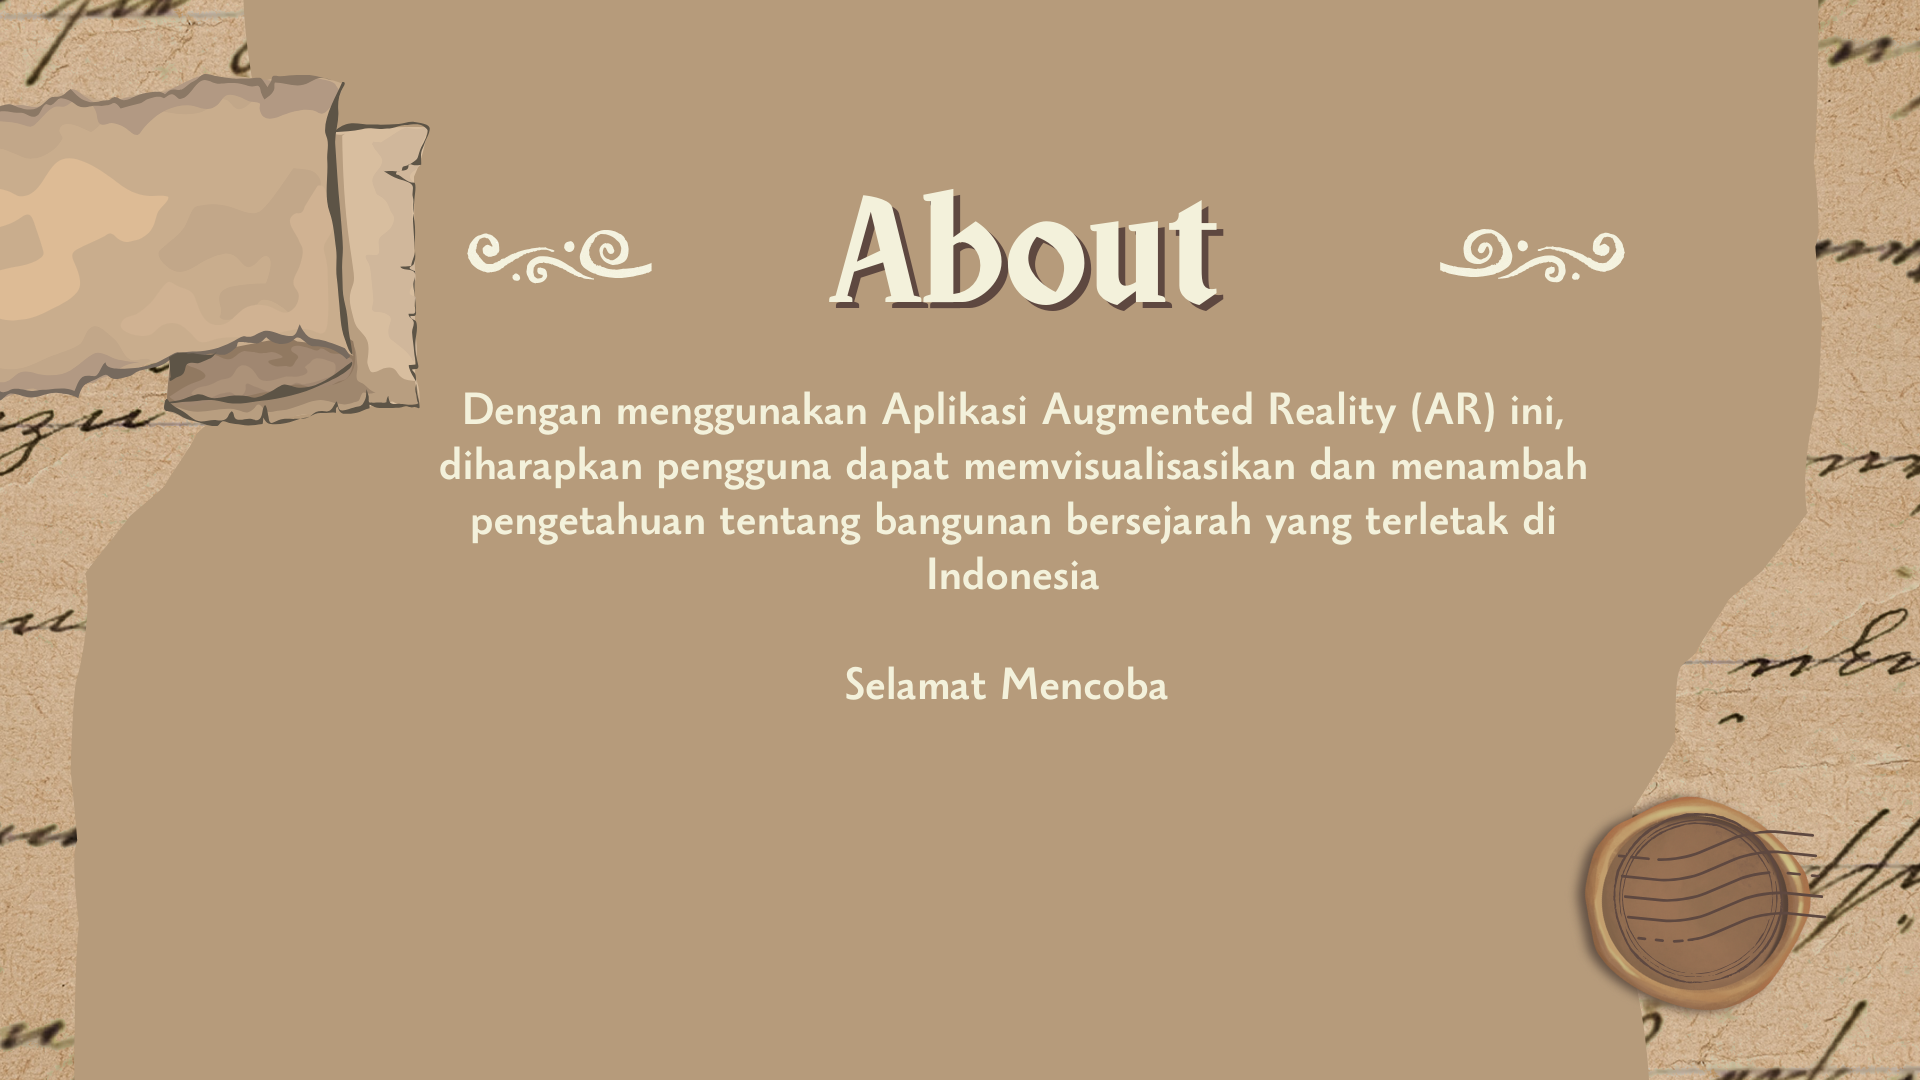 About
Dengan menggunakan Aplikasi Augmented Reality (AR) ini,
diharapkan pengguna dapat memvisualisasikan dan menambah
pengetahuan tentang bangunan bersejarah yang terletak di
Indonesia
Selamat Mencoba